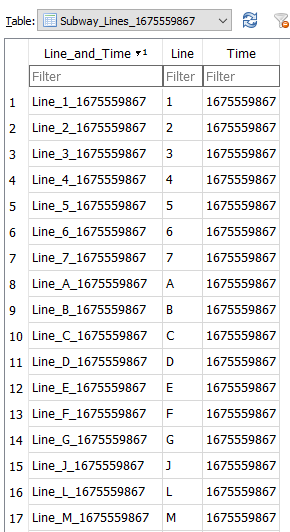 Table: Subway_Lines_1675559867
Line_and_Time 1 Line Time
Filter Filter Filter
1 Line_1_1675559867 1 1675559867
2 Line_2_1675559867 2 1675559867
3 Line_3_1675559867 3 1675559867
4 Line_4_1675559867 4 1675559867
5 Line_5_1675559867 5 1675559867
6 Line_6_1675559867 6 1675559867
7 Line_7_1675559867 7 1675559867
8 Line_A_1675559867 A 1675559867
9 Line_B_1675559867 B 1675559867
10 Line_C_1675559867 C 1675559867
11 Line_D_1675559867 D 1675559867
12 Line_E_1675559867 E 1675559867
13 Line_F_1675559867 F 1675559867
14 Line_G_1675559867 G 1675559867
15 Line_J_1675559867 J 1675559867
16 Line_L_1675559867 L 1675559867
17 Line_M_1675559867 M 1675559867